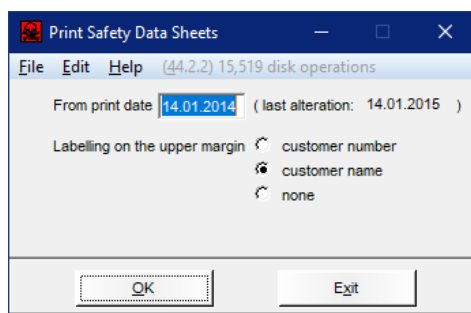 Print Safety Data Sheets
File Edit Help (44.2.2) 15,519 disk operations
From print date 14.01.2014 ( last alteration: 14.01.2015 )
Labelling on the upper margin customer number
customer name
none
OK Exit